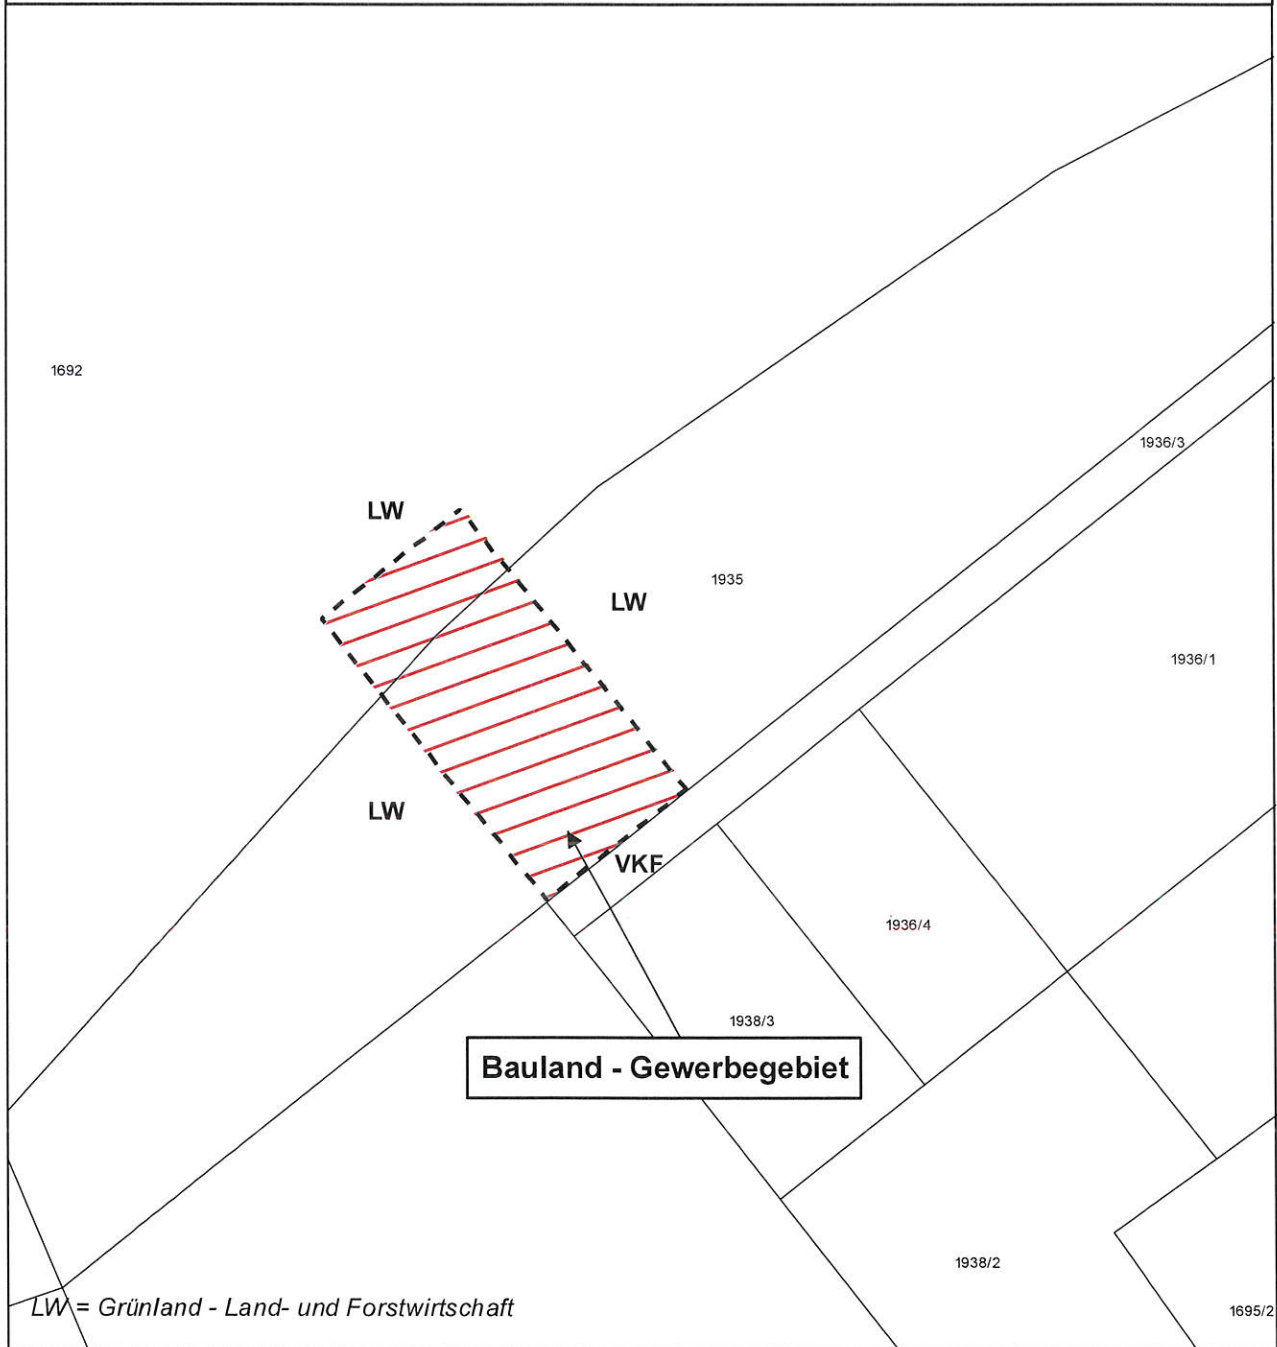 1692
1936/3
LW
1935
LW
1936/1
LW
VKF
1936/4
1938/3
Bauland - Gewerbegebiet
1938/2
LW = Grünland - Land- und Forstwirtschaft
1695/2